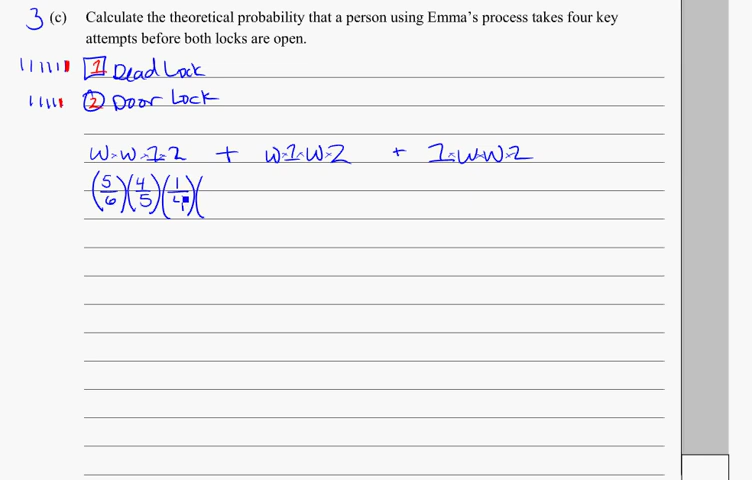 3 (c) Calculate the theoretical probability that a person using Emma's process takes four key
attempts before both locks are open.
1 Dead Lock
2 Door Lock
W·W·1·2 + W·1·W·2 + 1·W·W·2
(5/6)(4/5)(1/4)(